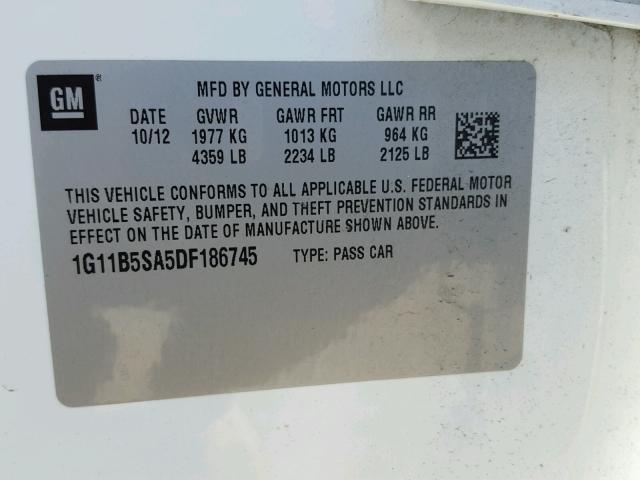 GM®
MFD BY GENERAL MOTORS LLC
DATE GVWR GAWR FRT GAWR RR
10/12 1977 KG 1013 KG 964 KG
4359 LB 2234 LB 2125 LB
THIS VEHICLE CONFORMS TO ALL APPLICABLE U.S. FEDERAL MOTOR
VEHICLE SAFETY, BUMPER, AND THEFT PREVENTION STANDARDS IN
EFFECT ON THE DATE OF MANUFACTURE SHOWN ABOVE.
1G11B5SA5DF186745 TYPE: PASS CAR